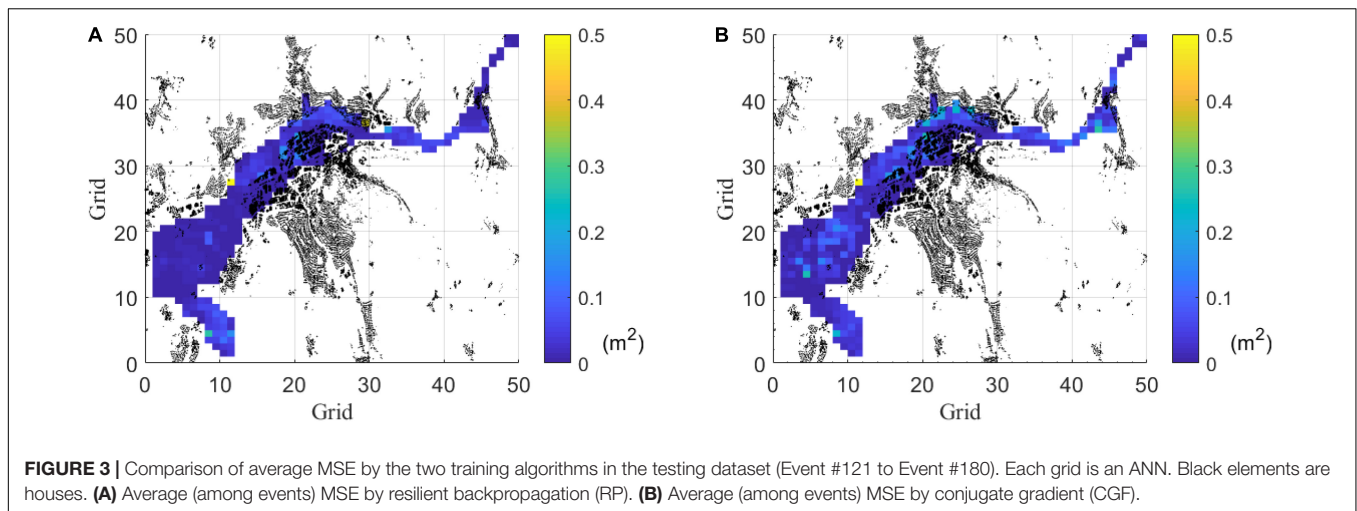 A
50
40
30
20
10
0
Grid
0 10 20 30 40 50
Grid
0.5
0.4
0.3
0.2
0.1
0
(m²)
B
50
40
30
20
10
0
Grid
0 10 20 30 40 50
Grid
0.5
0.4
0.3
0.2
0.1
0
(m²)
FIGURE 3 | Comparison of average MSE by the two training algorithms in the testing dataset (Event #121 to Event #180). Each grid is an ANN. Black elements are
houses. (A) Average (among events) MSE by resilient backpropagation (RP). (B) Average (among events) MSE by conjugate gradient (CGF).